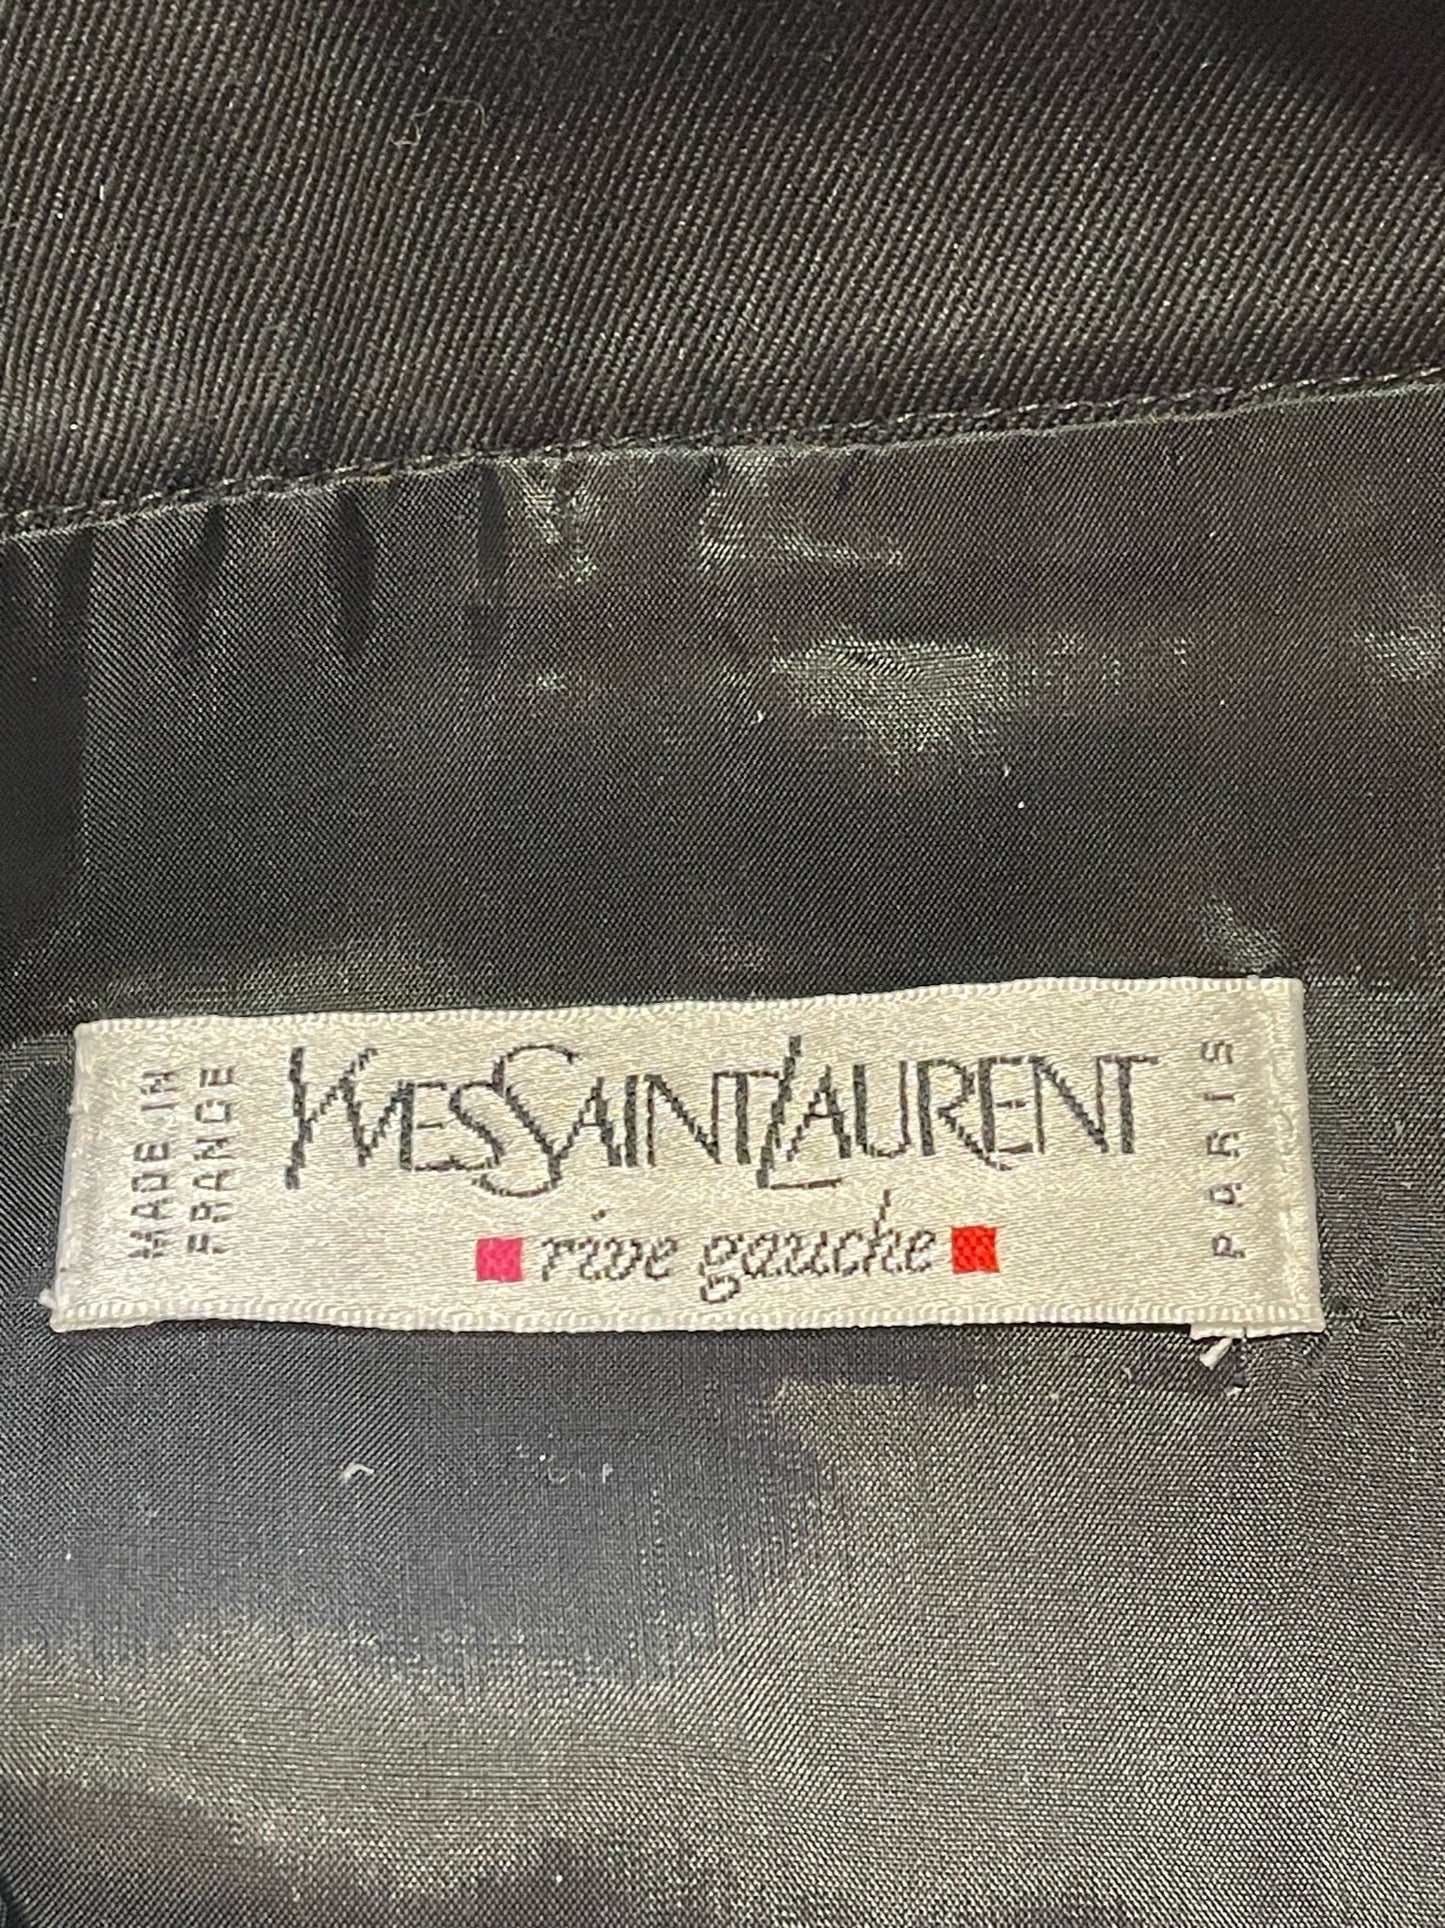 MADE IN
FRANCE
YVESSAINTLAURENT
rive gauche
PARIS